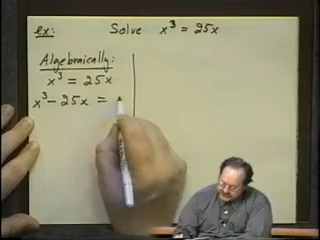 ex: Solve x³ = 25x
Algebraically:
x³ = 25x
x³ - 25x =